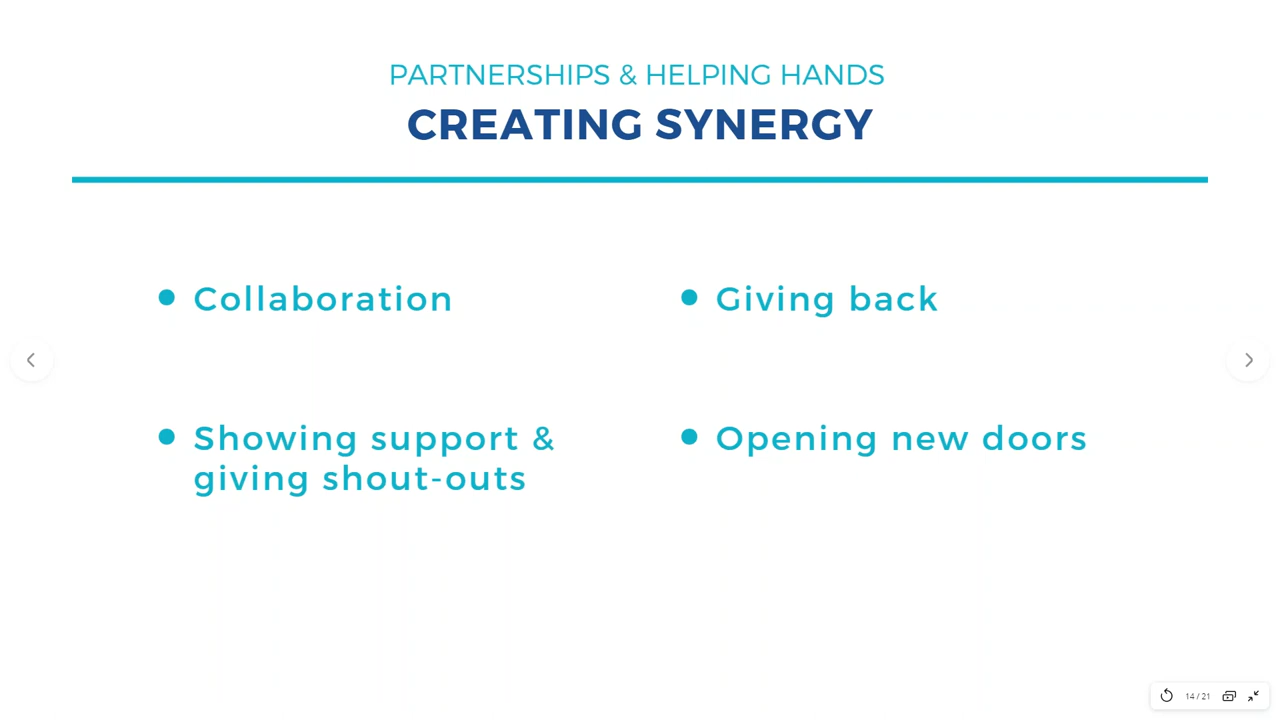 PARTNERSHIPS & HELPING HANDS
CREATING SYNERGY
Collaboration
Showing support &
giving shout-outs
Giving back
Opening new doors
14 / 21